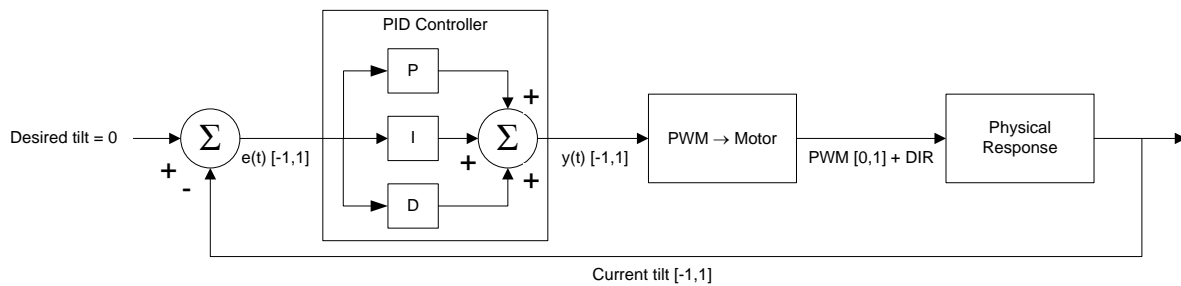 PID Controller
P
Desired tilt = 0
Σ
+
-
e(t) [-1,1]
I
D
+
+
+
Σ
y(t) [-1,1]
PWM → Motor
PWM [0,1] + DIR
Physical
Response
Current tilt [-1,1]